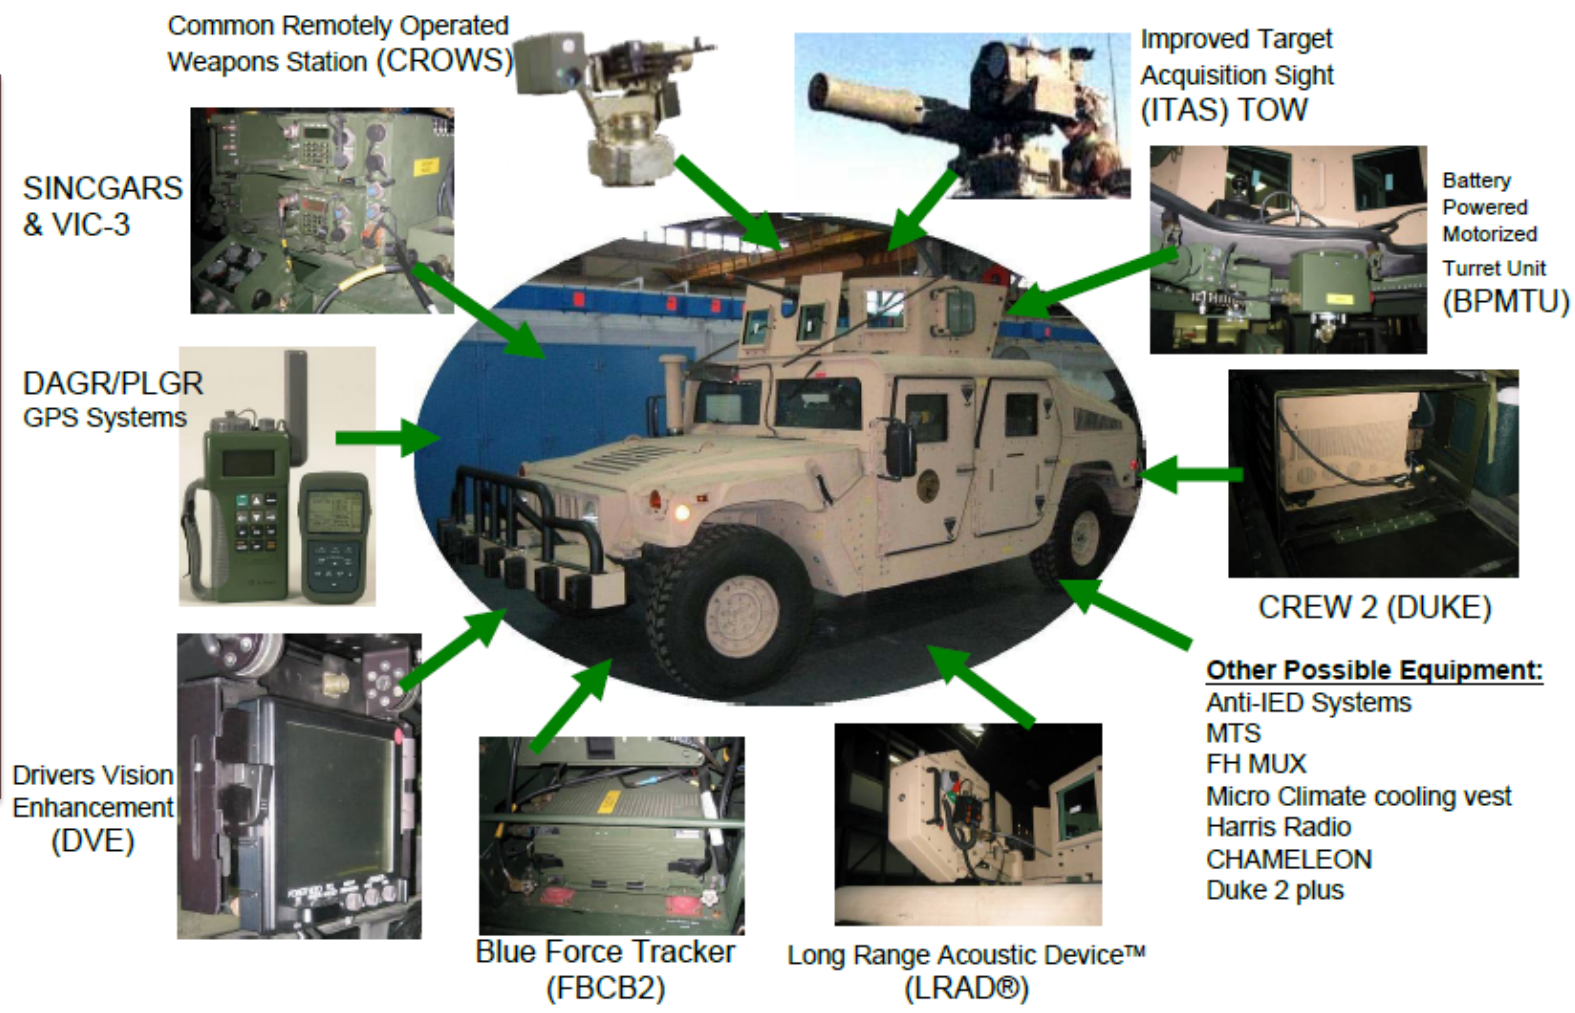 Common Remotely Operated
Weapons Station (CROWS)
Improved Target
Acquisition Sight
(ITAS) TOW
SINCGARS
& VIC-3
Battery
Powered
Motorized
Turret Unit
(BPMTU)
DAGR/PLGR
GPS Systems
CREW 2 (DUKE)
Other Possible Equipment:
Anti-IED Systems
MTS
FH MUX
Micro Climate cooling vest
Harris Radio
CHAMELEON
Duke 2 plus
Drivers Vision
Enhancement
(DVE)
Blue Force Tracker
(FBCB2)
Long Range Acoustic Device™
(LRAD®)